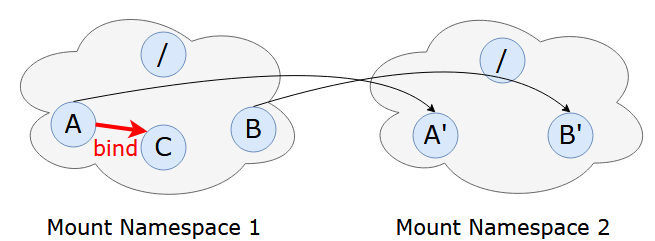 /
/
A
B
bind
C
A'
B'
Mount Namespace 1
Mount Namespace 2